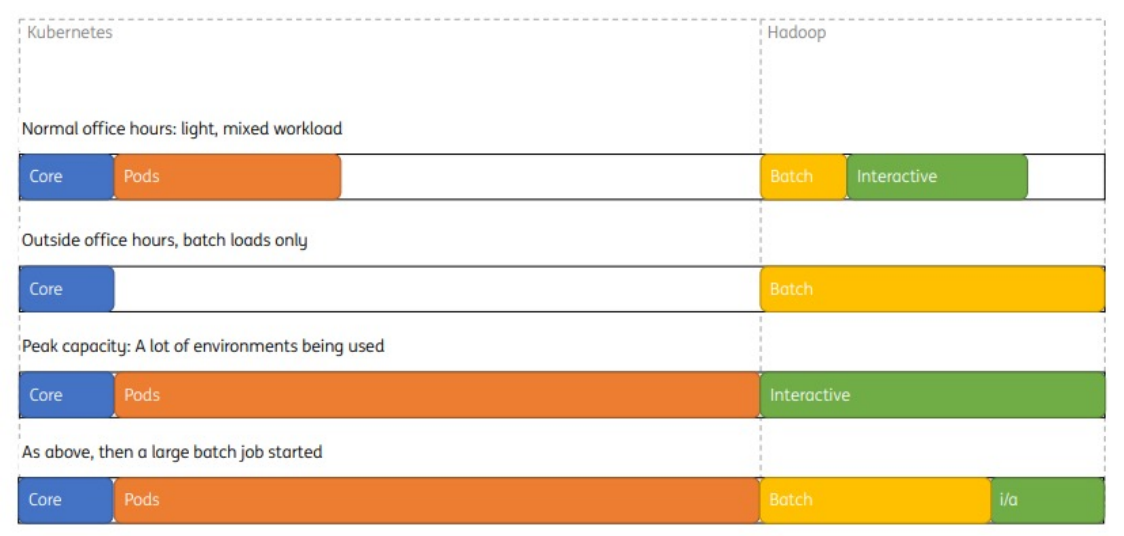 Kubernetes
Hadoop
Normal office hours: light, mixed workload
Core
Pods
Batch
Interactive
Outside office hours, batch loads only
Core
Batch
Peak capacity: A lot of environments being used
Core
Pods
Interactive
As above, then a large batch job started
Core
Pods
Batch
i/a